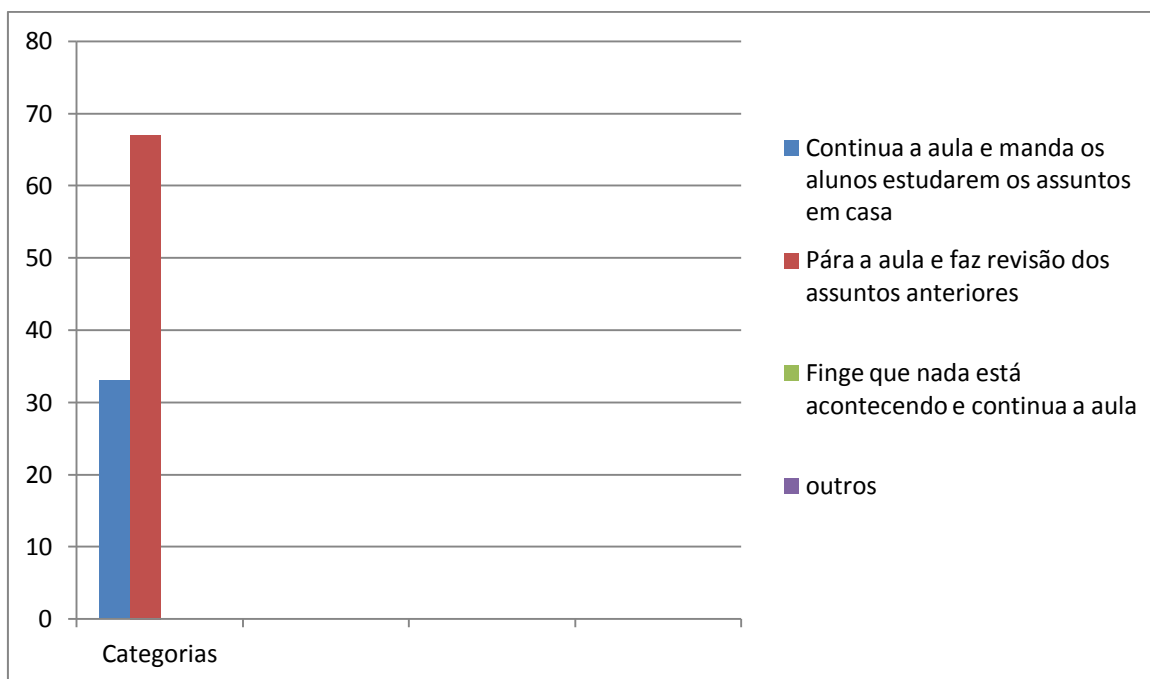 80
70
60
50
40
30
20
10
0
Categorias
Continua a aula e manda os
alunos estudarem os assuntos
em casa
Pára a aula e faz revisão dos
assuntos anteriores
Finge que nada está
acontecendo e continua a aula
outros